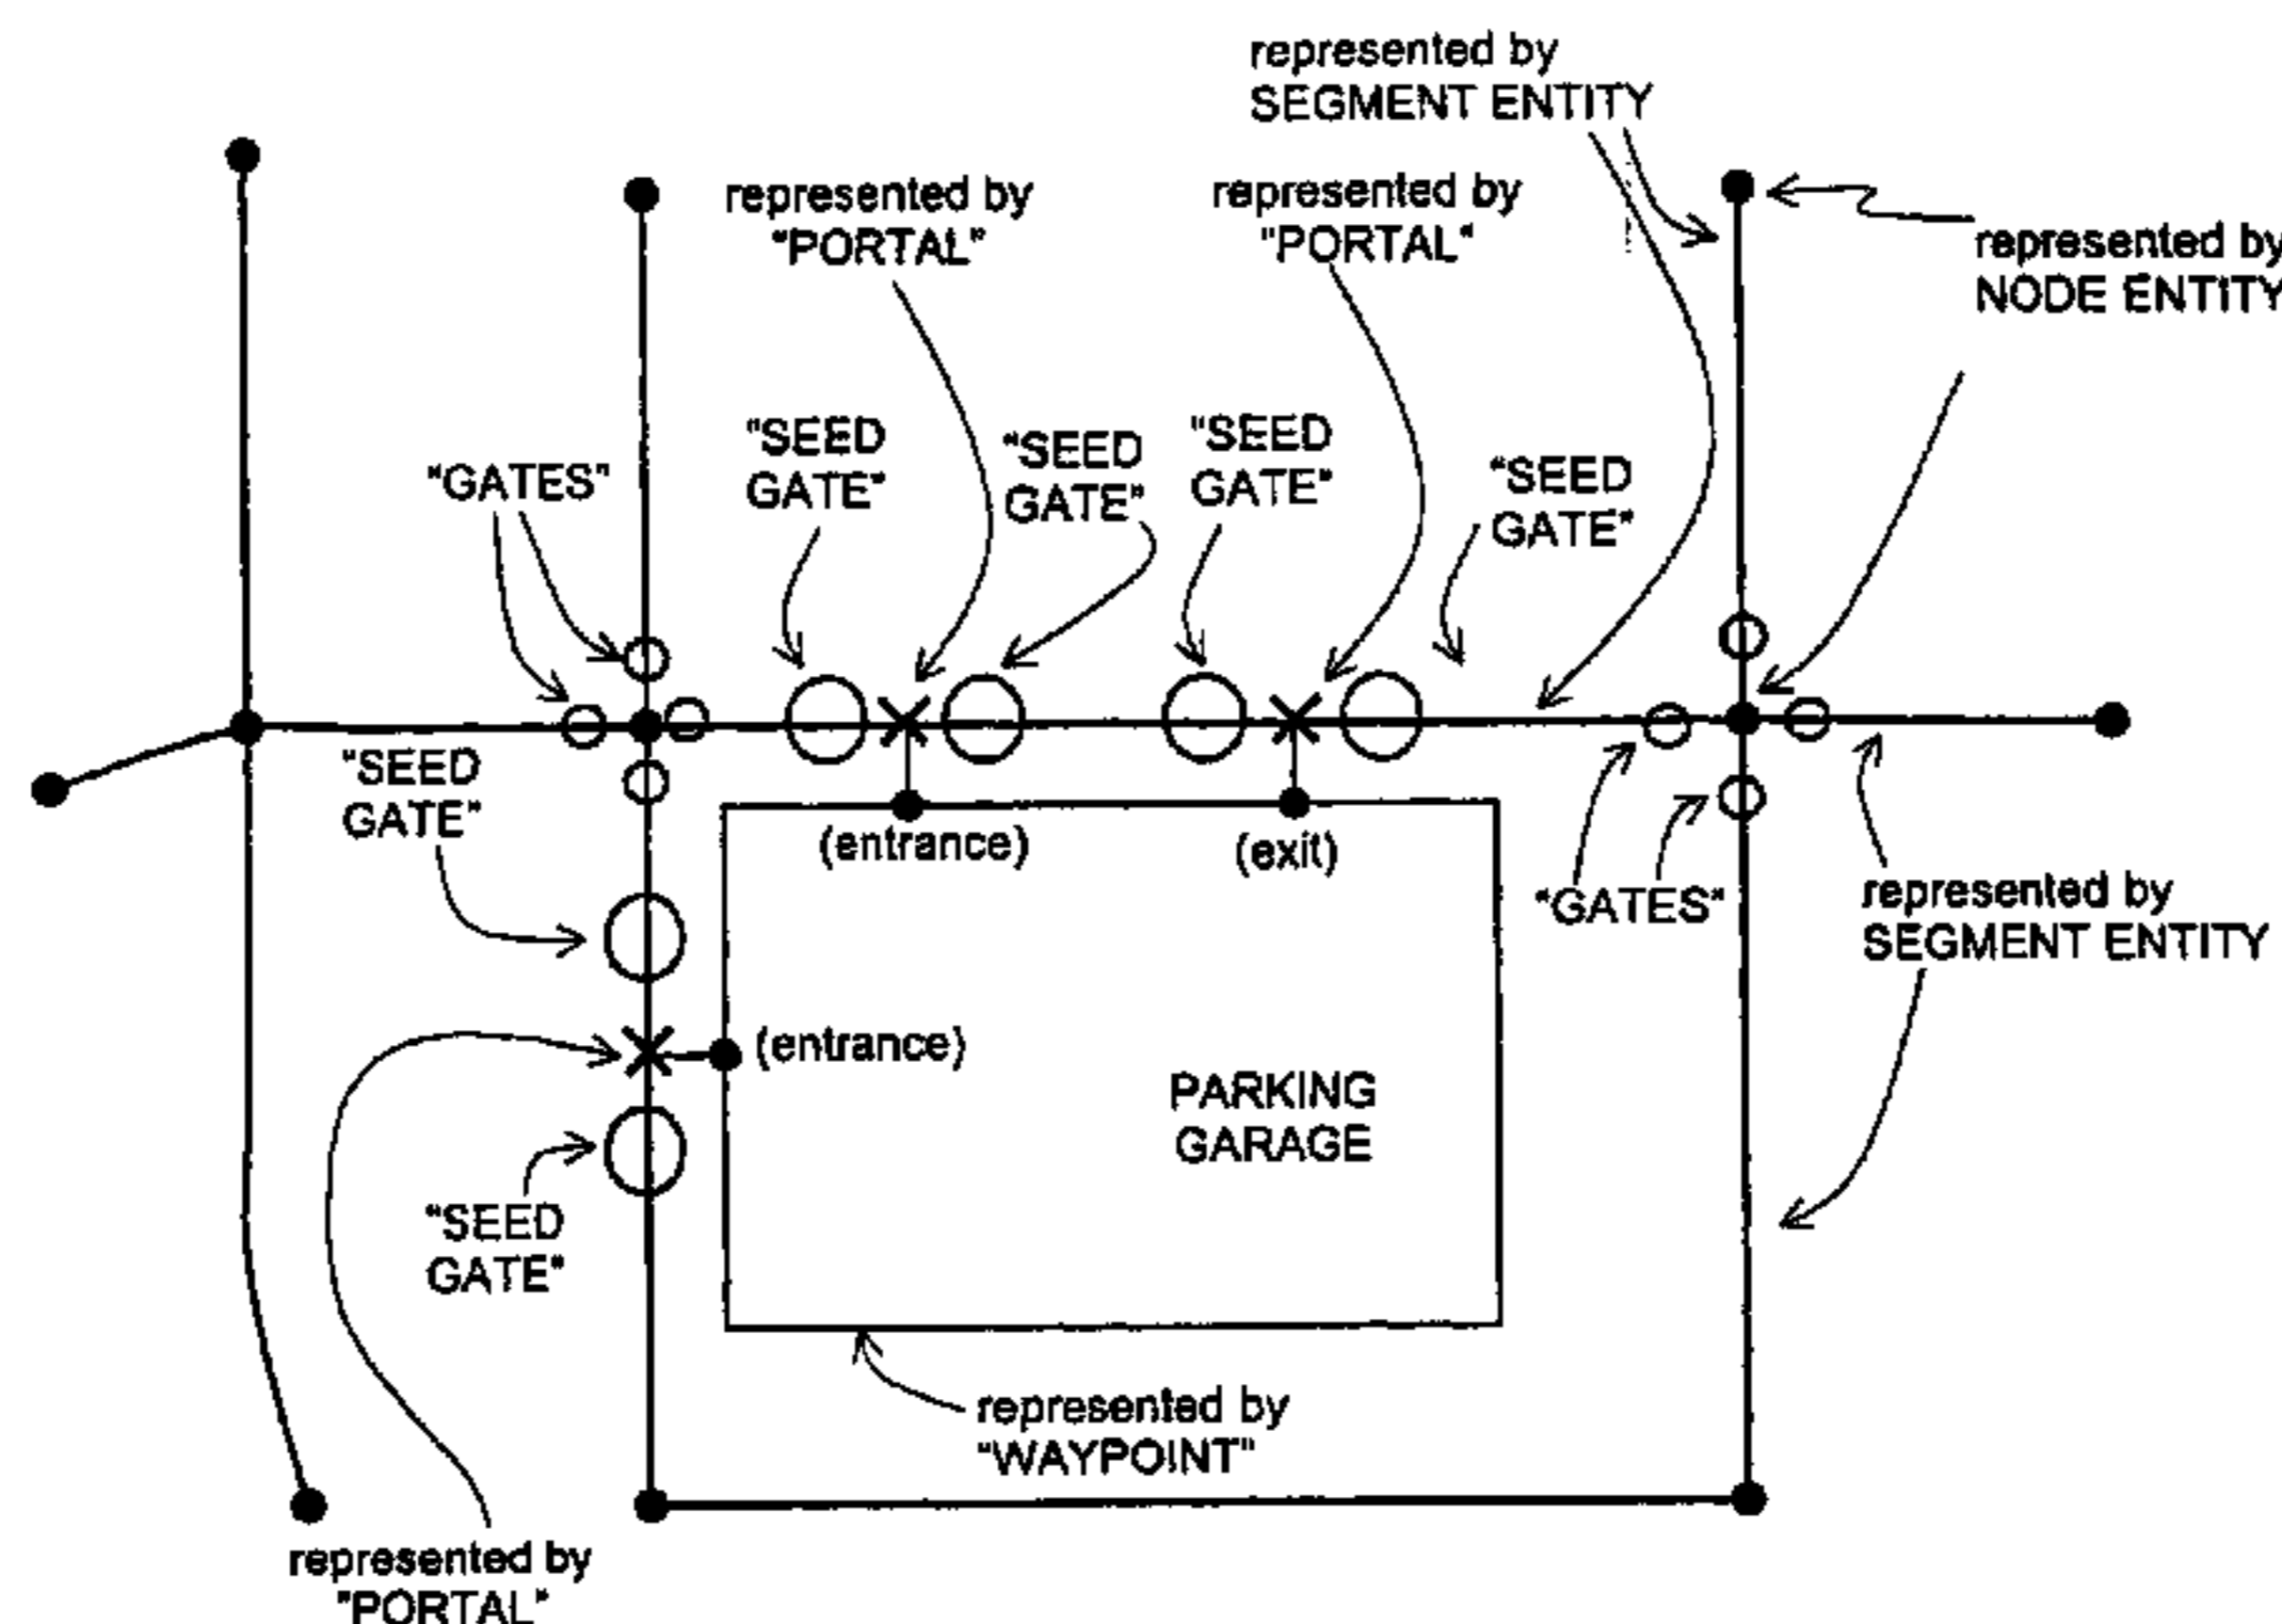 represented by
SEGMENT ENTITY
represented by
"PORTAL"
represented by
"PORTAL"
represented by
NODE ENTITY
"GATES"
"SEED
GATE"
"SEED
GATE"
"SEED
GATE"
"SEED
GATE"
"SEED
GATE"
(entrance)
(exit)
"GATES"
represented by
SEGMENT ENTITY
(entrance)
PARKING
GARAGE
"SEED
GATE"
represented by
"WAYPOINT"
represented by
"PORTAL"